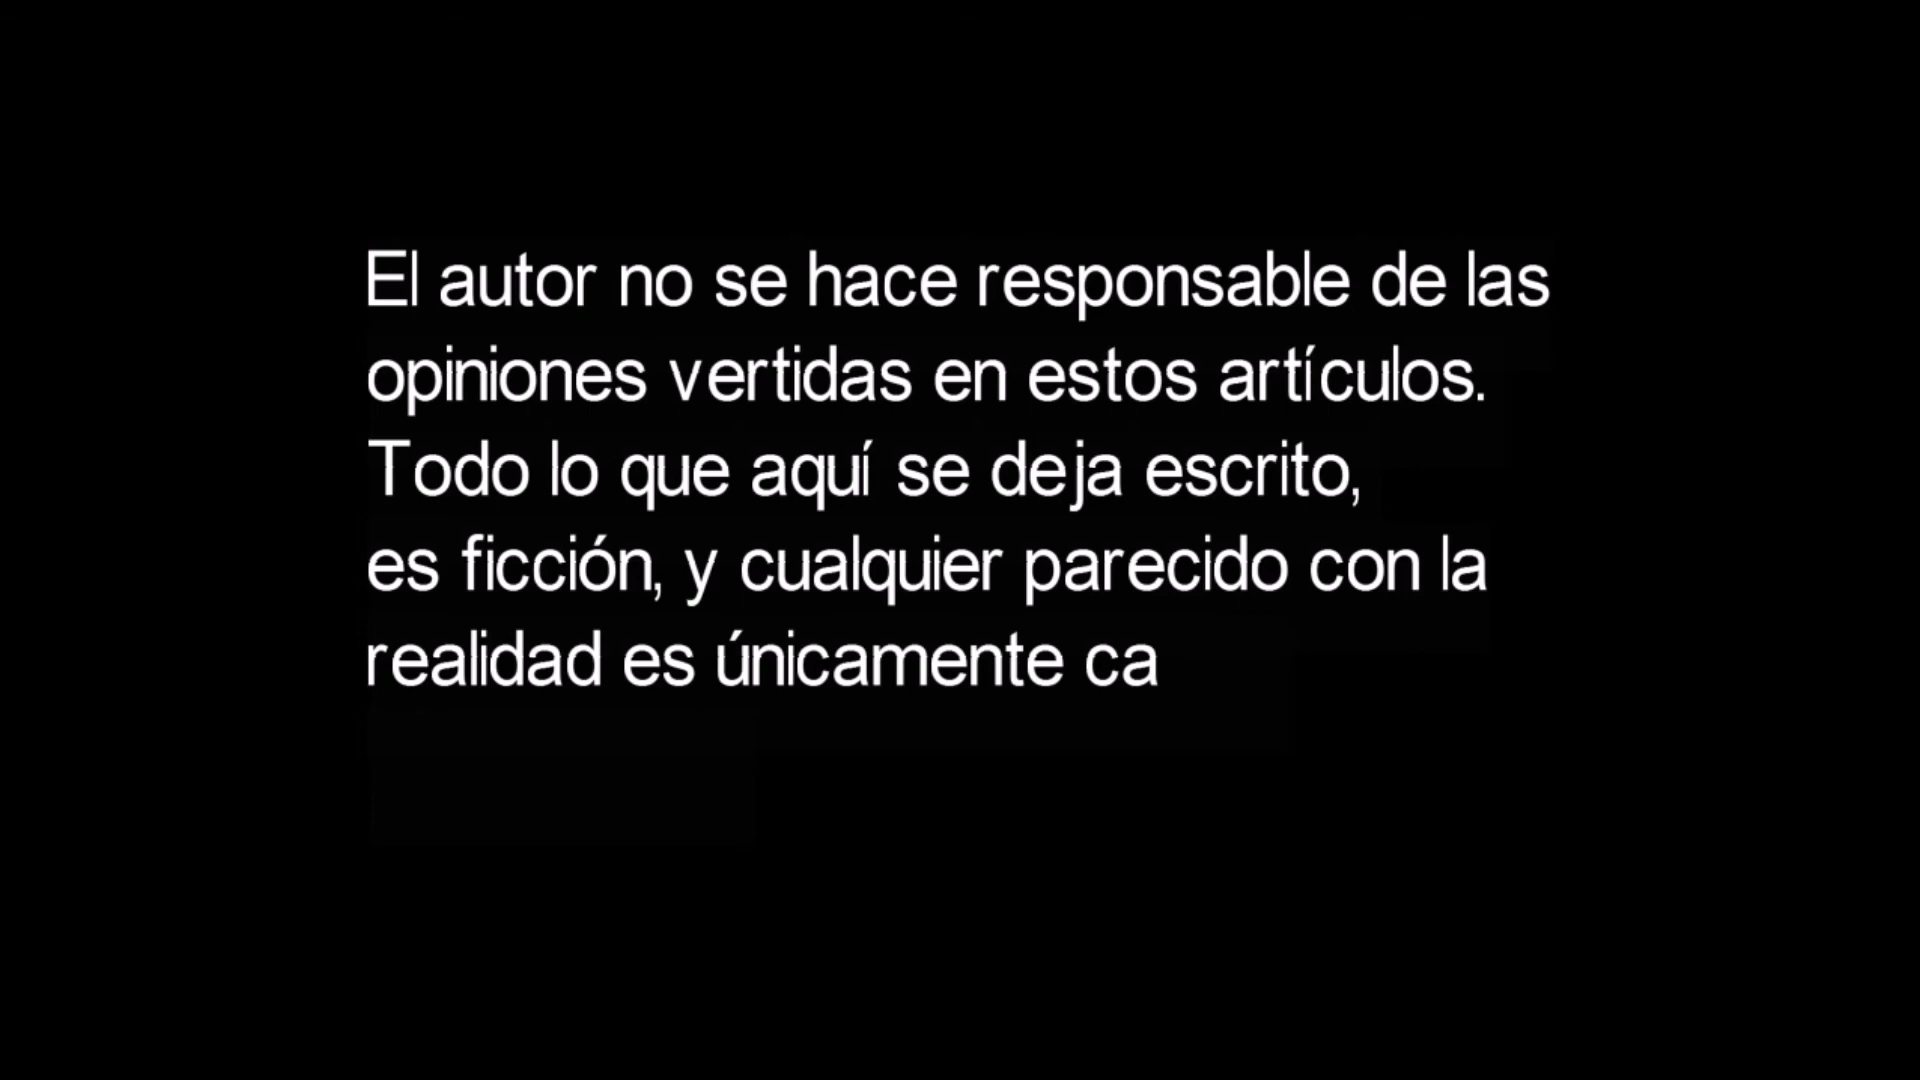 El autor no se hace responsable de las
opiniones vertidas en estos artículos.
Todo lo que aquí se deja escrito,
es ficción, y cualquier parecido con la
realidad es únicamente ca